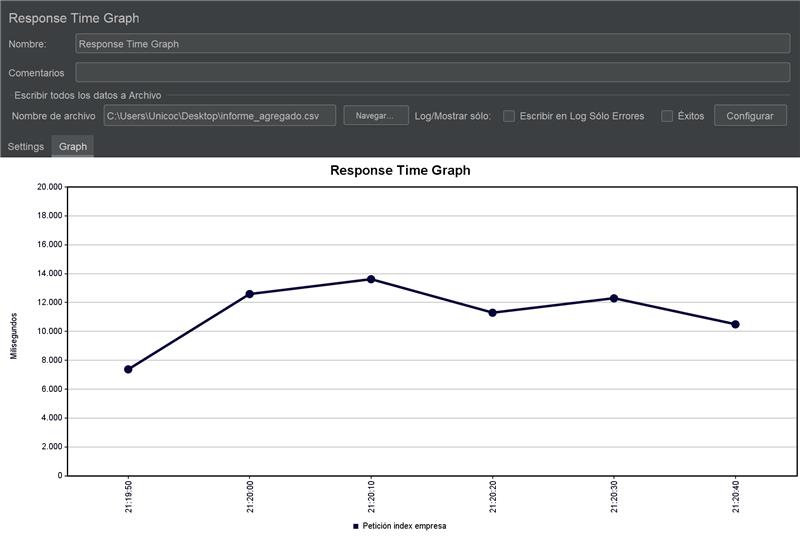 Response Time Graph
Nombre: Response Time Graph
Comentarios
Escribir todos los datos a Archivo
Nombre de archivo C:\Users\Unicoc\Desktop\informe_agregado.csv Navegar... Log/Mostrar sólo: Escribir en Log Sólo Errores Éxitos Configurar
Settings Graph
Response Time Graph
20.000
18.000
16.000
14.000
12.000
10.000
8.000
6.000
4.000
2.000
0
Milisegundos
21:19:50 21:20:00 21:20:10 21:20:20 21:20:30 21:20:40
Petición index empresa